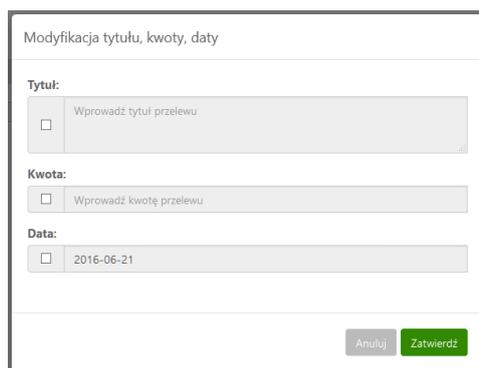 Modyfikacja tytułu, kwoty, daty
Tytuł:
Wprowadź tytuł przelewu
Kwota:
Wprowadź kwotę przelewu
Data:
2016-06-21
Anuluj Zatwierdź